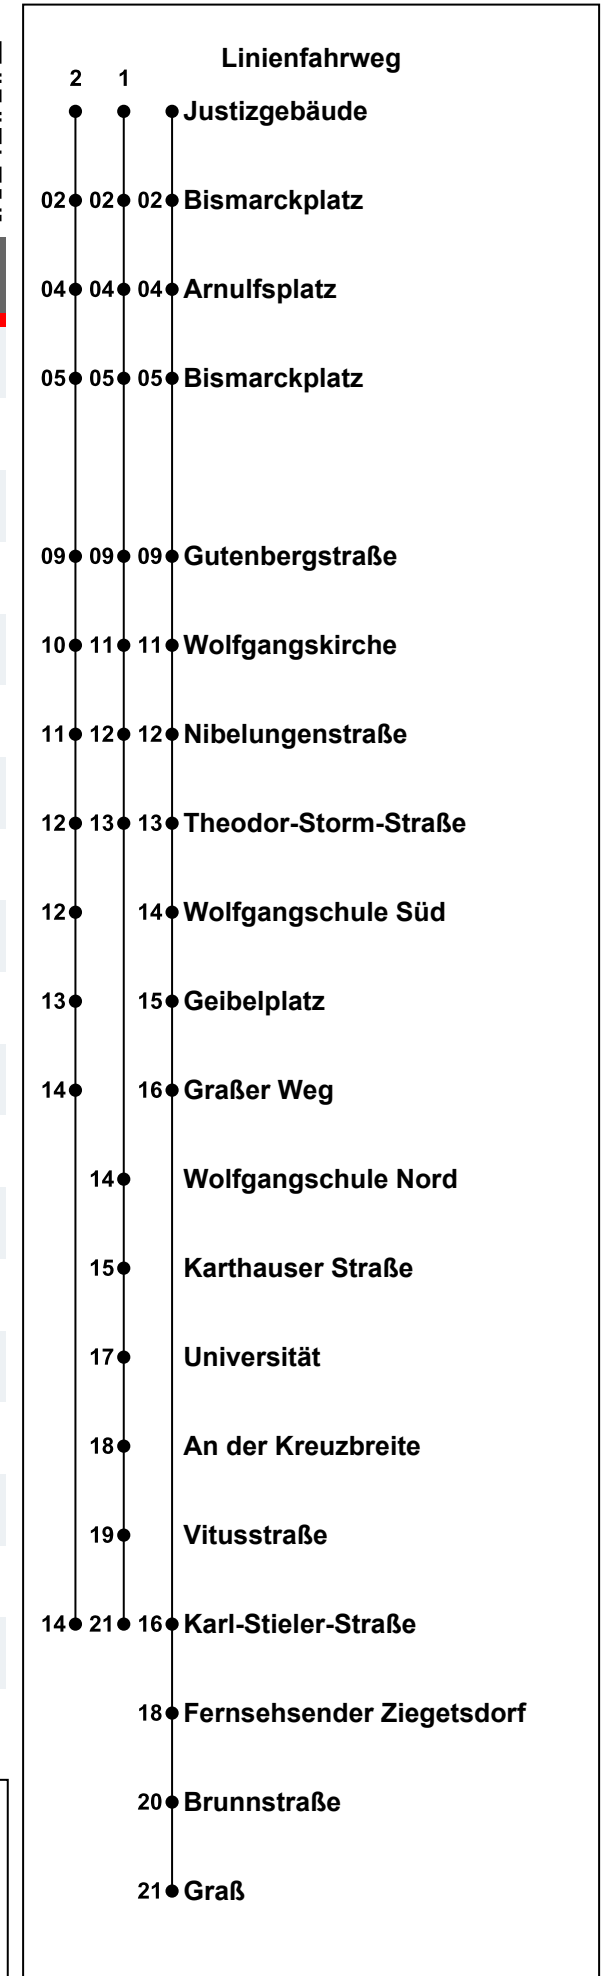 Linienfahrweg
2 1
Justizgebäude
02 02 02 Bismarckplatz
04 04 04 Arnulfsplatz
05 05 05 Bismarckplatz
09 09 09 Gutenbergstraße
10 11 11 Wolfgangskirche
11 12 12 Nibelungenstraße
12 13 13 Theodor-Storm-Straße
12 14 Wolfgangschule Süd
13 15 Geibelplatz
14 16 Graßer Weg
14 Wolfgangschule Nord
15 Karthauser Straße
17 Universität
18 An der Kreuzbreite
19 Vitusstraße
14 21 16 Karl-Stieler-Straße
18 Fernsehsender Ziegetsdorf
20 Brunnstraße
21 Graß